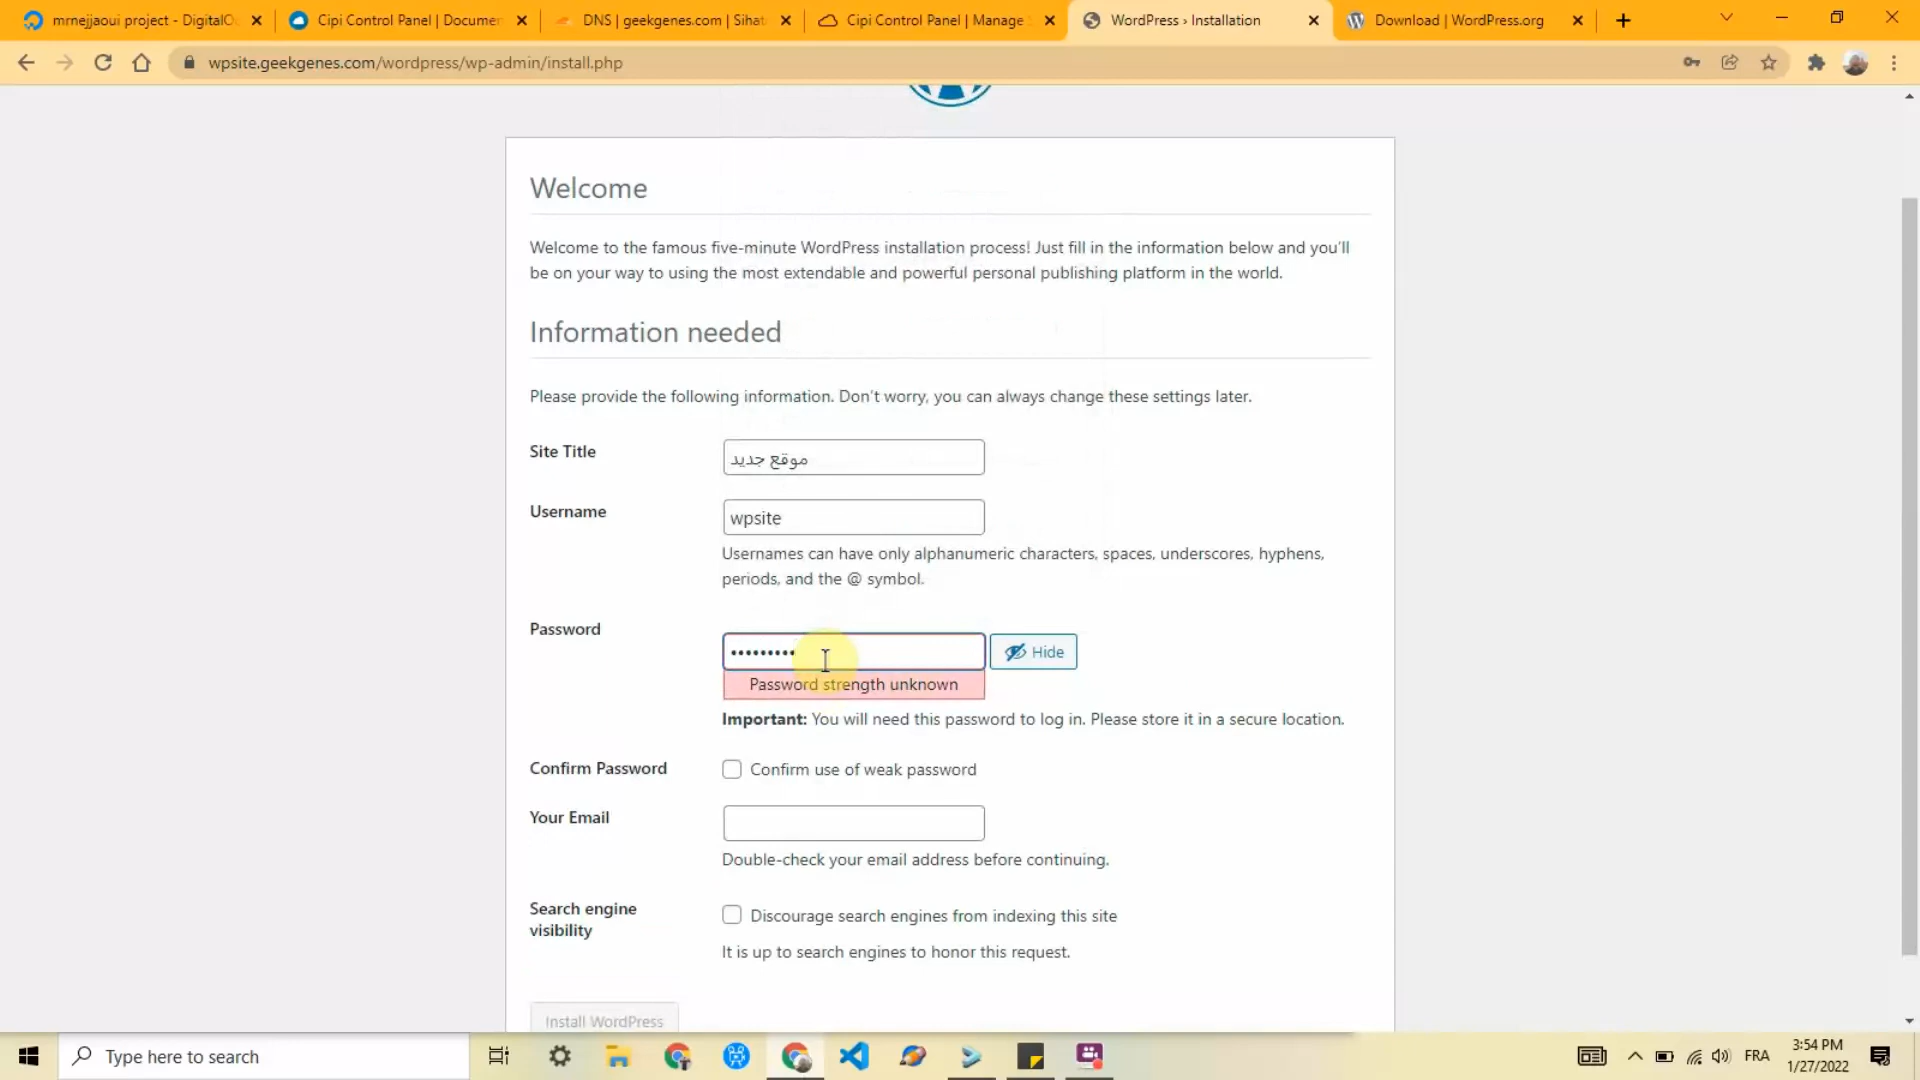 mrnejjaoui project - DigitalO
Cipi Control Panel | Documen
DNS | geekgenes.com | Sihat
Cipi Control Panel | Manage S
WordPress › Installation
Download | WordPress.org
wpsite.geekgenes.com/wordpress/wp-admin/install.php
Welcome
Welcome to the famous five-minute WordPress installation process! Just fill in the information below and you'll
be on your way to using the most extendable and powerful personal publishing platform in the world.
Information needed
Please provide the following information. Don't worry, you can always change these settings later.
Site Title
موقع جديد
Username
wpsite
Usernames can have only alphanumeric characters, spaces, underscores, hyphens,
periods, and the @ symbol.
Password
Hide
Password strength unknown
Important: You will need this password to log in. Please store it in a secure location.
Confirm Password
Confirm use of weak password
Your Email
Double-check your email address before continuing.
Search engine
visibility
Discourage search engines from indexing this site
It is up to search engines to honor this request.
Install WordPress
Type here to search
FRA
3:54 PM
1/27/2022